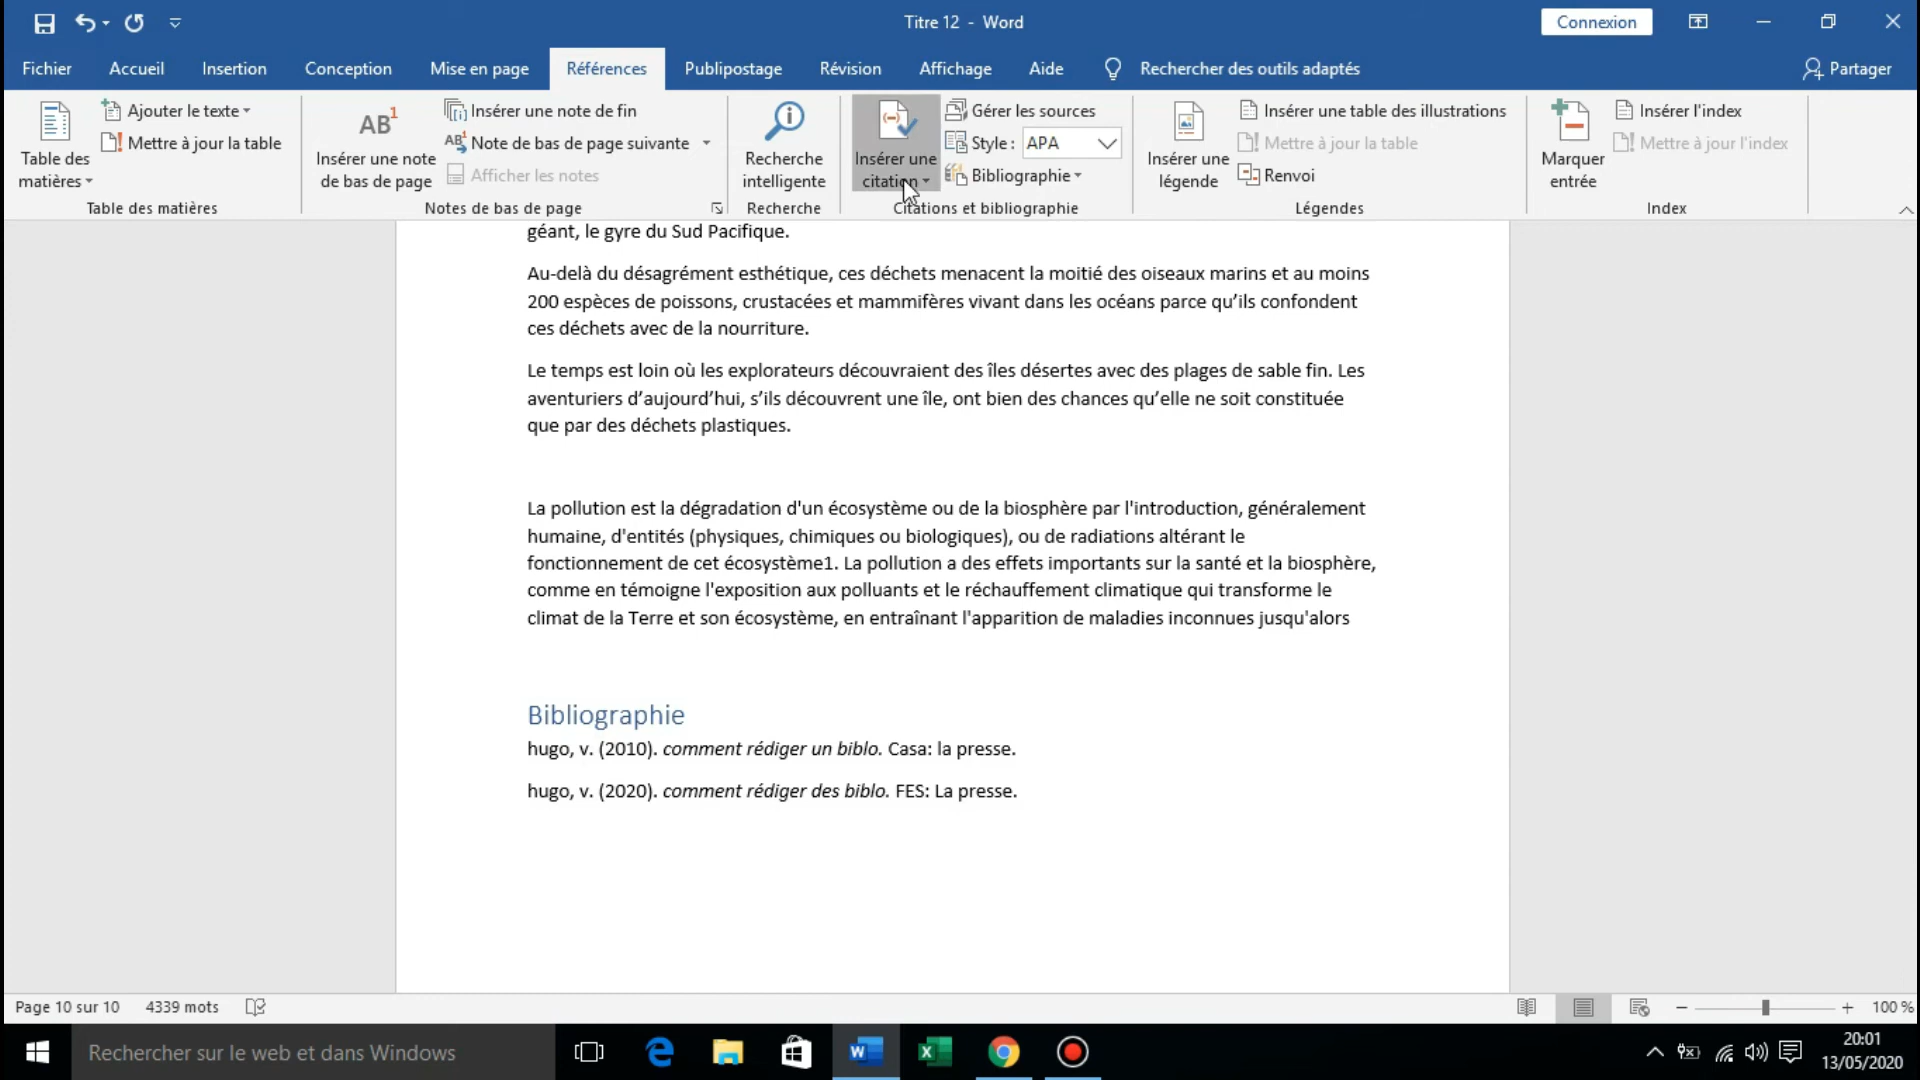 Titre 12 - Word
Connexion
Fichier Accueil Insertion Conception Mise en page Références Publipostage Révision Affichage Aide Rechercher des outils adaptés Partager
Table des matières
Ajouter le texte
Mettre à jour la table
Table des matières
AB1
Insérer une note de bas de page
Insérer une note de fin
Note de bas de page suivante
Afficher les notes
Notes de bas de page
Recherche intelligente
Recherche
Insérer une citation
Gérer les sources
Style : APA
Bibliographie
Citations et bibliographie
Insérer une légende
Insérer une table des illustrations
Mettre à jour la table
Renvoi
Légendes
Marquer entrée
Insérer l'index
Mettre à jour l'index
Index
géant, le gyre du Sud Pacifique.
Au-delà du désagrément esthétique, ces déchets menacent la moitié des oiseaux marins et au moins
200 espèces de poissons, crustacées et mammifères vivant dans les océans parce qu’ils confondent
ces déchets avec de la nourriture.
Le temps est loin où les explorateurs découvraient des îles désertes avec des plages de sable fin. Les
aventuriers d’aujourd’hui, s’ils découvrent une île, ont bien des chances qu’elle ne soit constituée
que par des déchets plastiques.
La pollution est la dégradation d'un écosystème ou de la biosphère par l'introduction, généralement
humaine, d'entités (physiques, chimiques ou biologiques), ou de radiations altérant le
fonctionnement de cet écosystème1. La pollution a des effets importants sur la santé et la biosphère,
comme en témoigne l'exposition aux polluants et le réchauffement climatique qui transforme le
climat de la Terre et son écosystème, en entraînant l'apparition de maladies inconnues jusqu'alors
Bibliographie
hugo, v. (2010). comment rédiger un biblo. Casa: la presse.
hugo, v. (2020). comment rédiger des biblo. FES: La presse.
Page 10 sur 10 4339 mots 100 %
Rechercher sur le web et dans Windows
20:01
13/05/2020